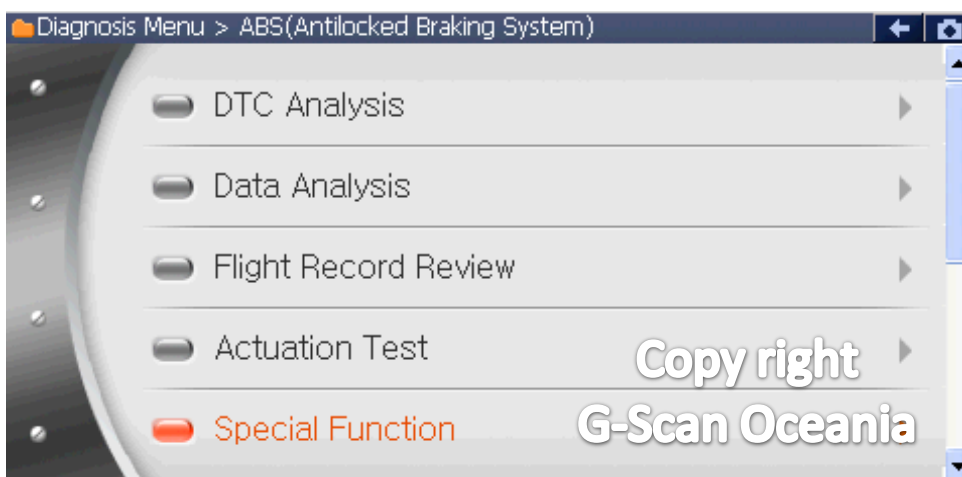 Diagnosis Menu > ABS(Antilocked Braking System)
DTC Analysis
Data Analysis
Flight Record Review
Actuation Test
Special Function
Copy right
G-Scan Oceania